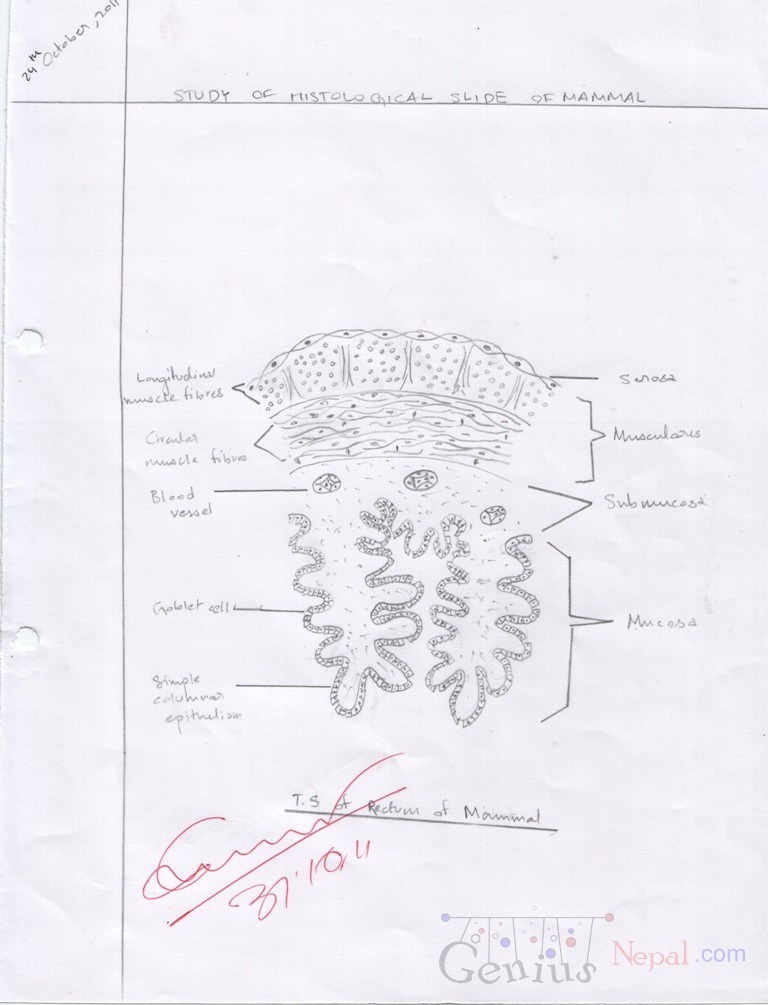 24th October, 2011
STUDY OF HISTOLOGICAL SLIDE OF MAMMAL
Longitudinal
muscle fibres
Serosa
Circular
muscle fibres
Muscularis
Blood
vessel
Submucosa
Goblet cell
Mucosa
Simple
columnar
epithelium
T.S of Rectum of Mammal
31.10.11
Genius Nepal.com